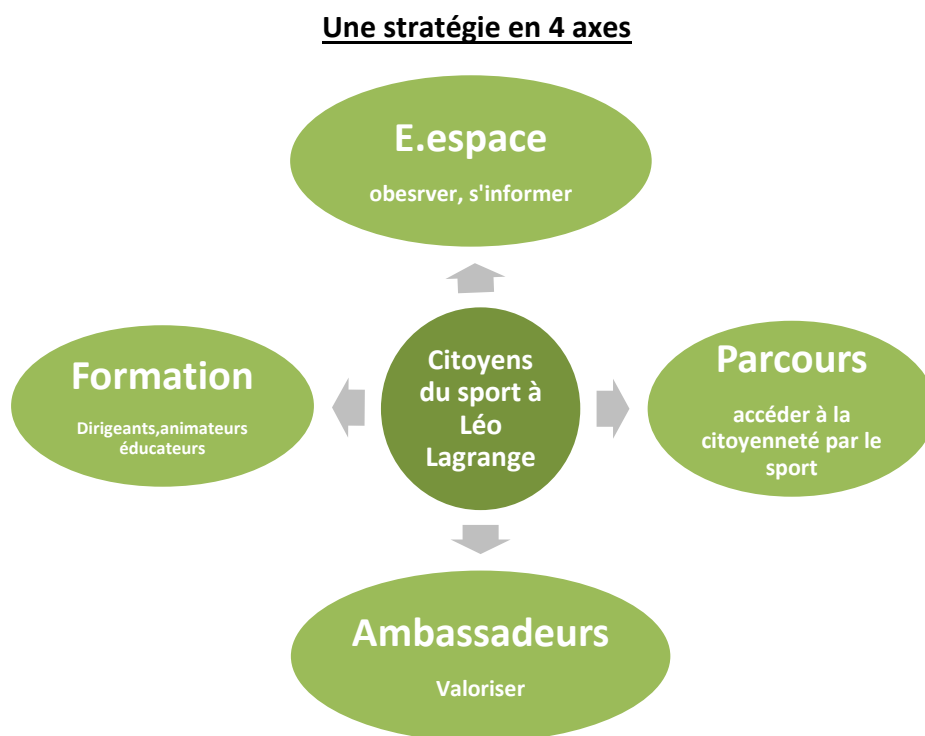 Une stratégie en 4 axes
E.espace
obesrver, s'informer
Formation
Dirigeants,animateurs
éducateurs
Citoyens
du sport à
Léo
Lagrange
Parcours
accéder à la
citoyenneté par le
sport
Ambassadeurs
Valoriser